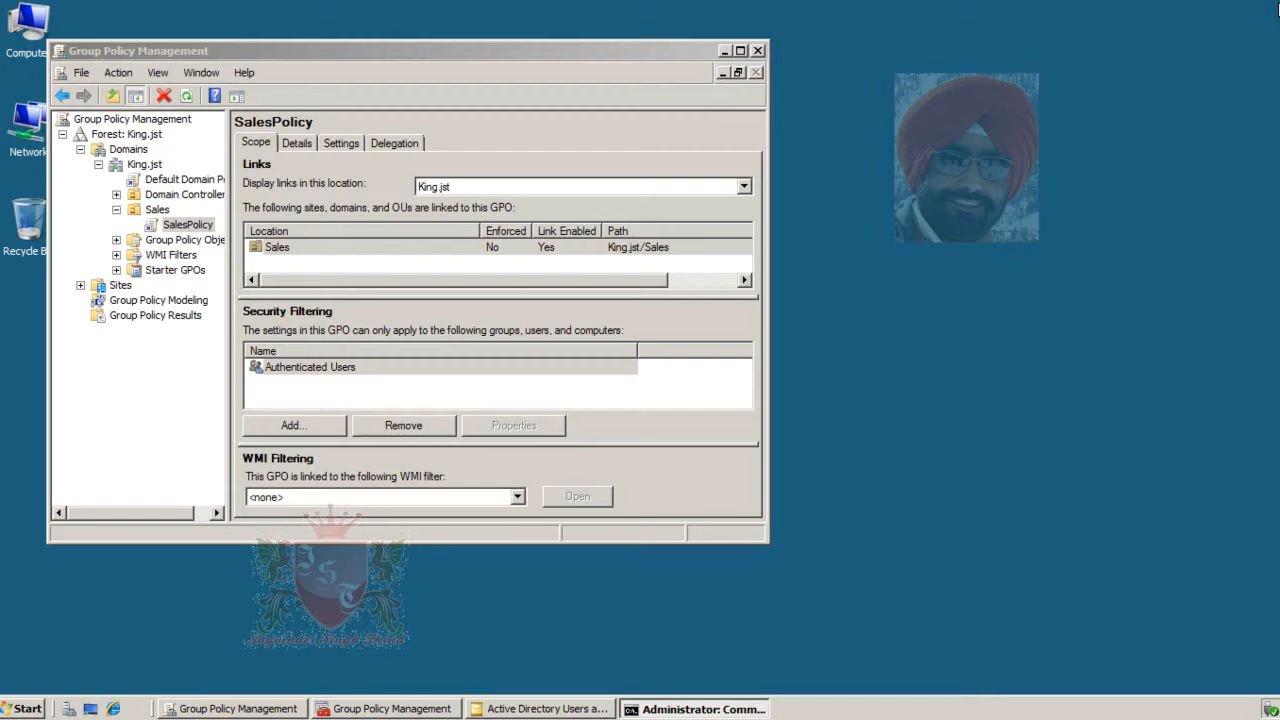 Compute
Network
Recycle B
Group Policy Management
File Action View Window Help
Group Policy Management
Forest: King.jst
Domains
King.jst
Default Domain P
Domain Controller
Sales
SalesPolicy
Group Policy Obje
WMI Filters
Starter GPOs
Sites
Group Policy Modeling
Group Policy Results
SalesPolicy
Scope Details Settings Delegation
Links
Display links in this location: King.jst
The following sites, domains, and OUs are linked to this GPO:
Location Enforced Link Enabled Path
Sales No Yes King.jst/Sales
Security Filtering
The settings in this GPO can only apply to the following groups, users, and computers:
Name
Authenticated Users
Add... Remove Properties
WMI Filtering
This GPO is linked to the following WMI filter:
<none> Open
JST
Start Group Policy Management Group Policy Management Active Directory Users a... Administrator: Comm...